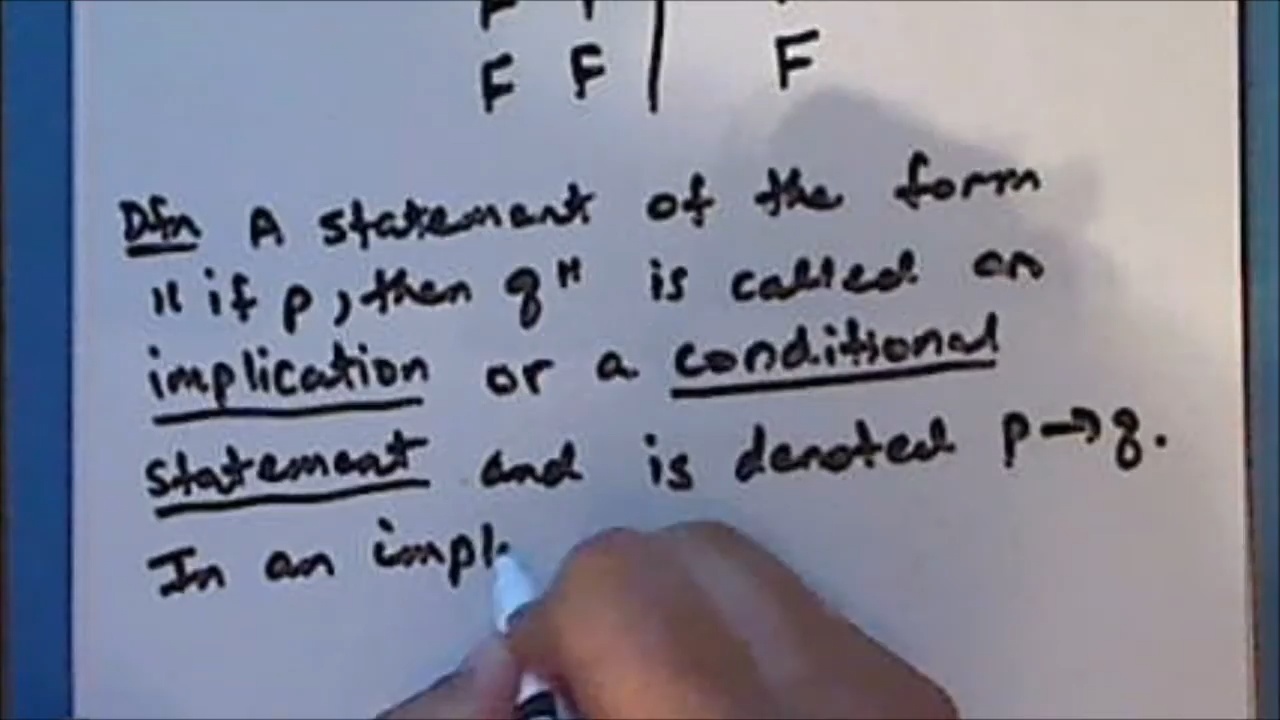 F F F
Dfn A statement of the form
"if p, then q" is called an
implication or a conditional
statement and is denoted p→q.
In an impl